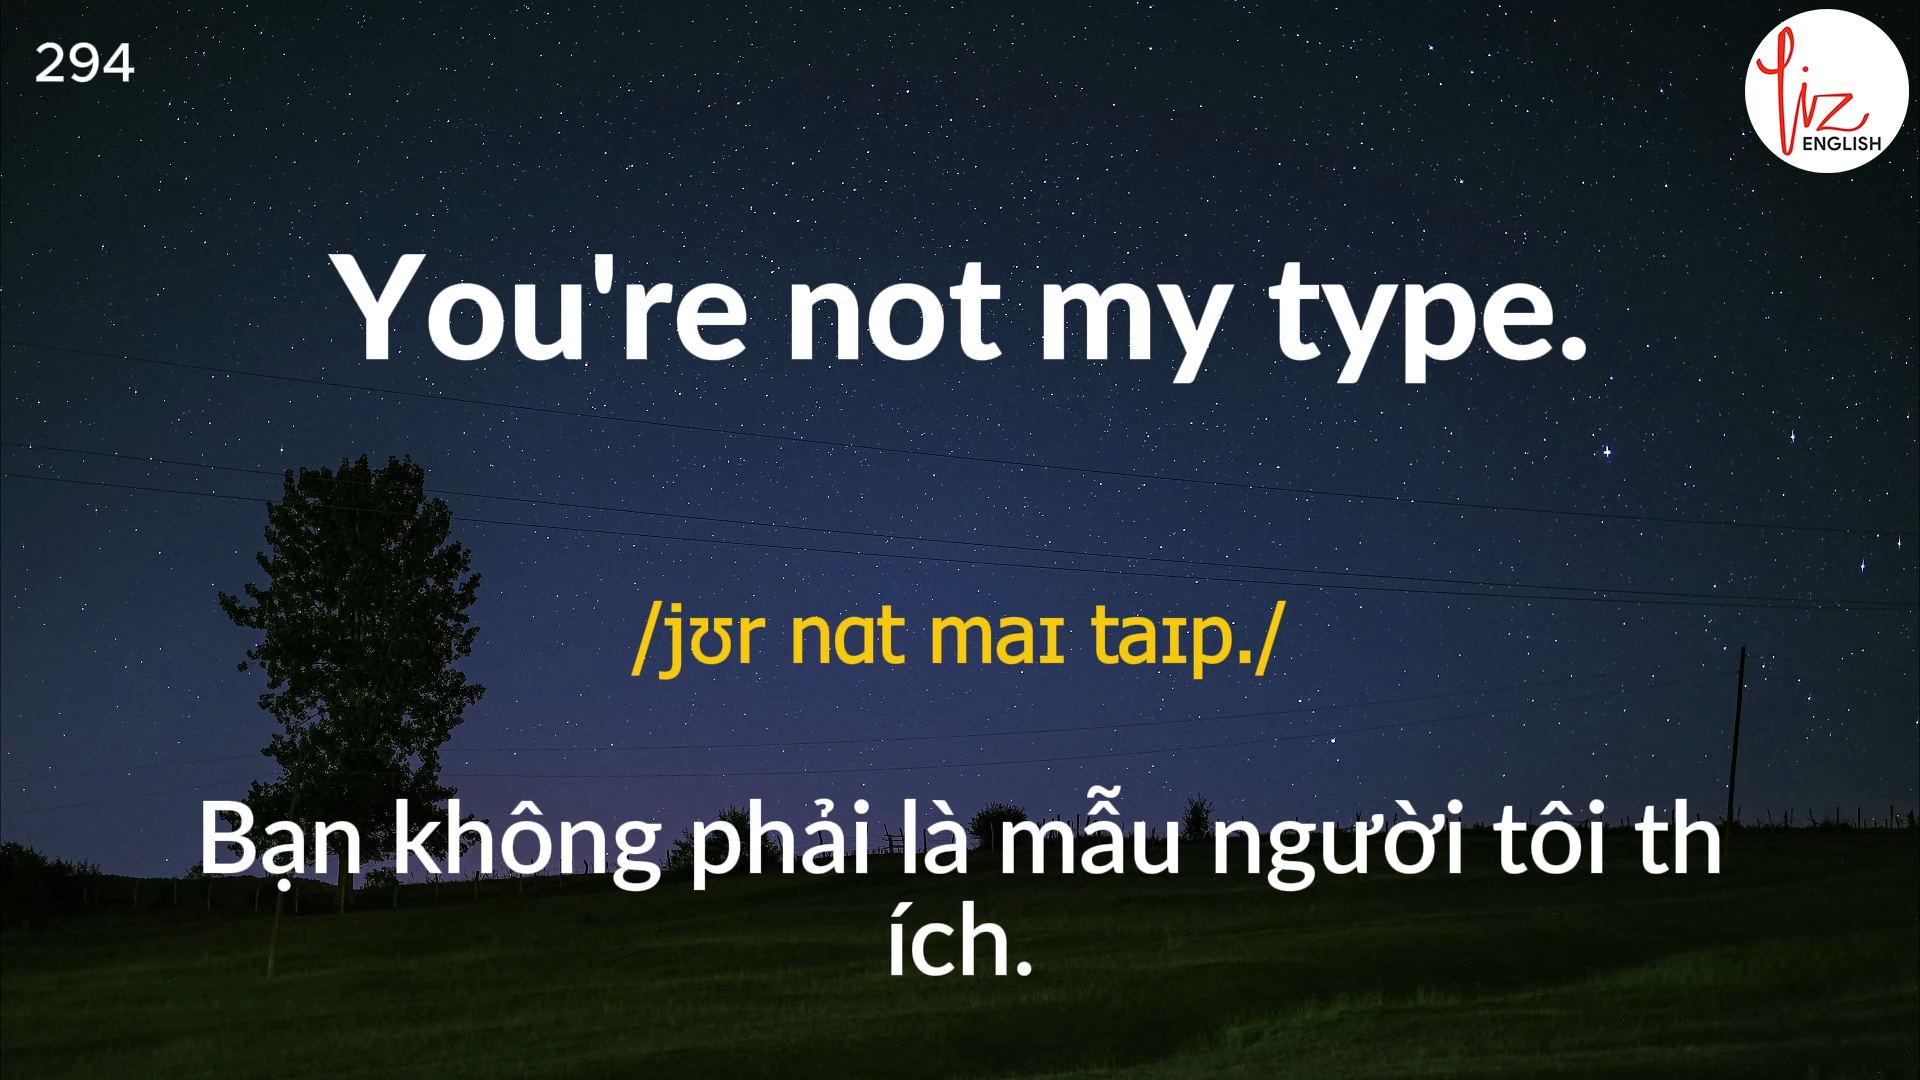 294
Liz
ENGLISH
You're not my type.
/jʊr nɑt maɪ taɪp./
Bạn không phải là mẫu người tôi th
ích.